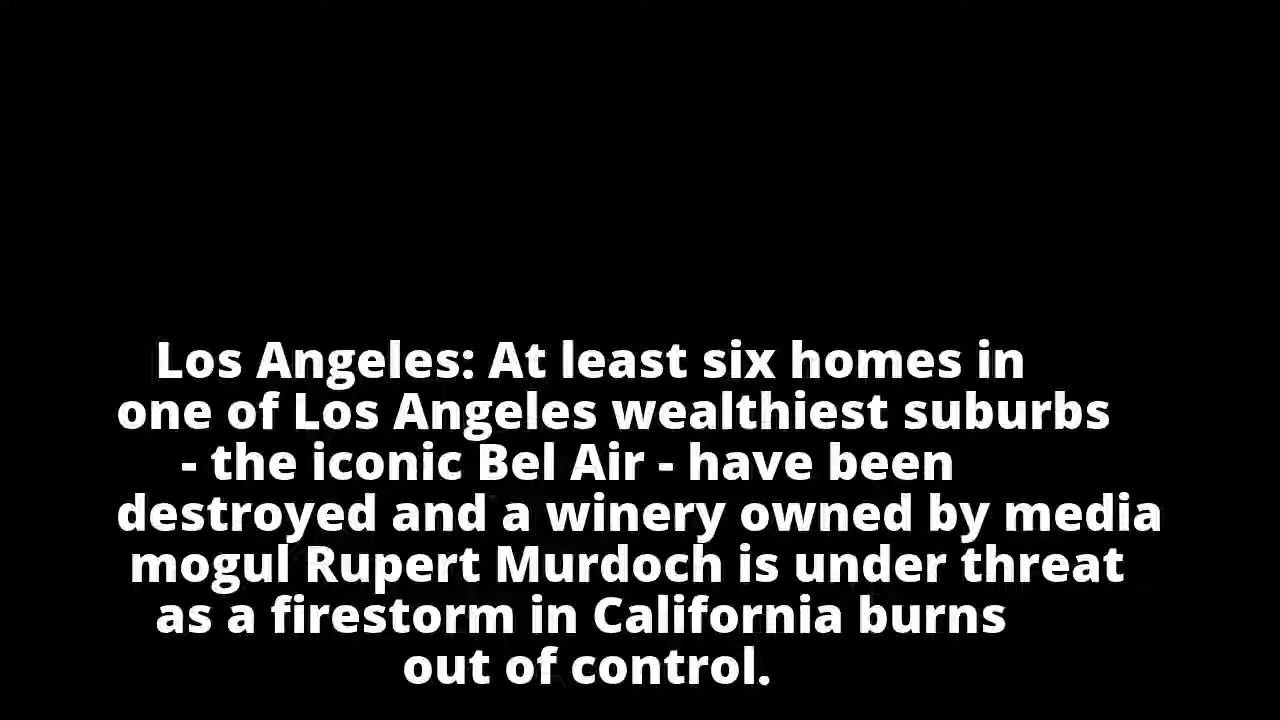 Los Angeles: At least six homes in
one of Los Angeles wealthiest suburbs
- the iconic Bel Air - have been
destroyed and a winery owned by media
mogul Rupert Murdoch is under threat
as a firestorm in California burns
out of control.